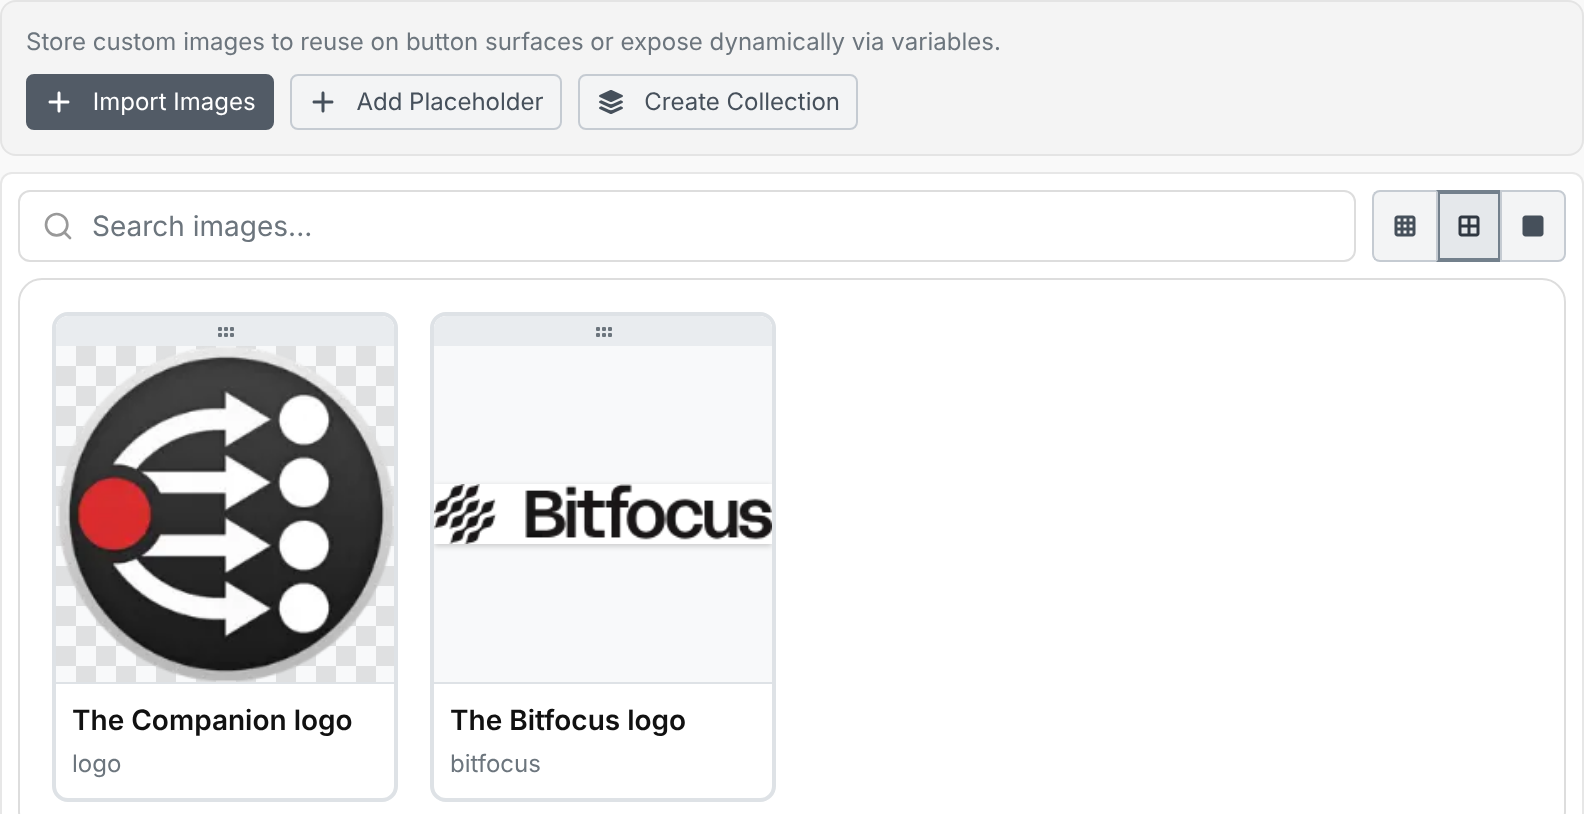 Store custom images to reuse on button surfaces or expose dynamically via variables.
Import Images
Add Placeholder
Create Collection
Search images...
Bitfocus
The Companion logo
logo
The Bitfocus logo
bitfocus